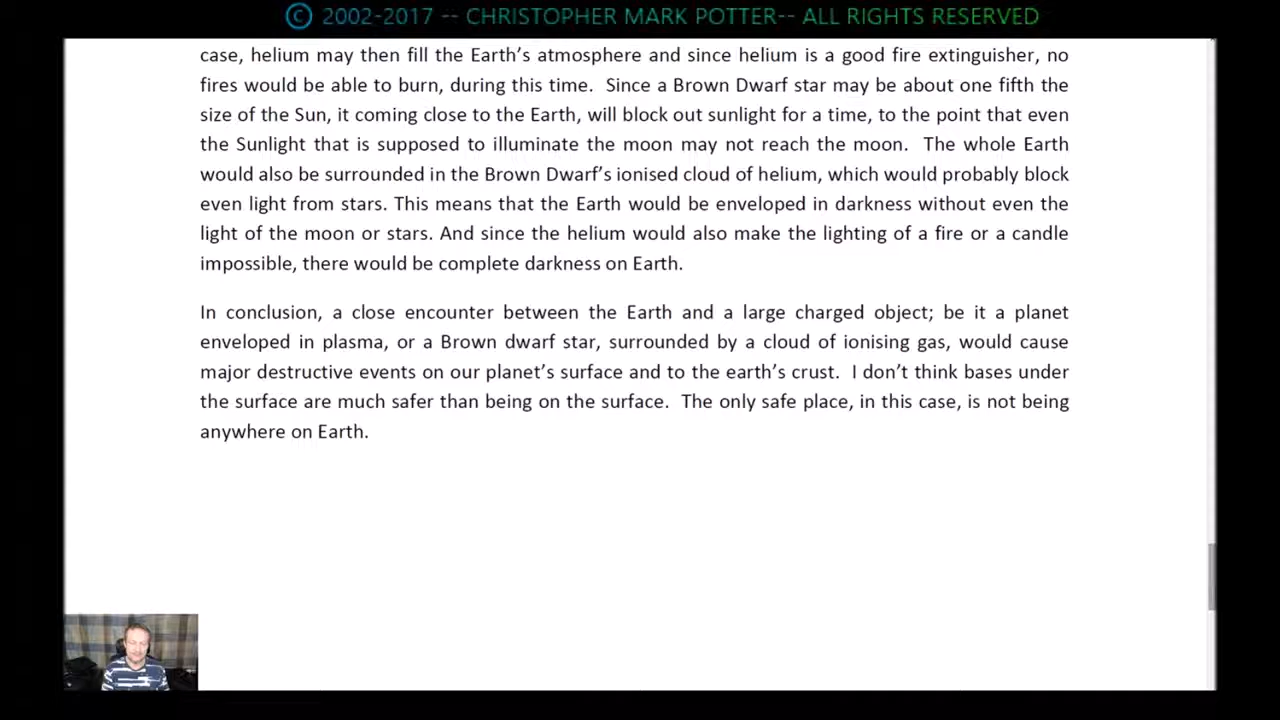 © 2002-2017 -- CHRISTOPHER MARK POTTER-- ALL RIGHTS RESERVED
case, helium may then fill the Earth’s atmosphere and since helium is a good fire extinguisher, no
fires would be able to burn, during this time.  Since a Brown Dwarf star may be about one fifth the
size of the Sun, it coming close to the Earth, will block out sunlight for a time, to the point that even
the Sunlight that is supposed to illuminate the moon may not reach the moon.  The whole Earth
would also be surrounded in the Brown Dwarf’s ionised cloud of helium, which would probably block
even light from stars. This means that the Earth would be enveloped in darkness without even the
light of the moon or stars. And since the helium would also make the lighting of a fire or a candle
impossible, there would be complete darkness on Earth.
In conclusion, a close encounter between the Earth and a large charged object; be it a planet
enveloped in plasma, or a Brown dwarf star, surrounded by a cloud of ionising gas, would cause
major destructive events on our planet’s surface and to the earth’s crust.  I don’t think bases under
the surface are much safer than being on the surface.  The only safe place, in this case, is not being
anywhere on Earth.